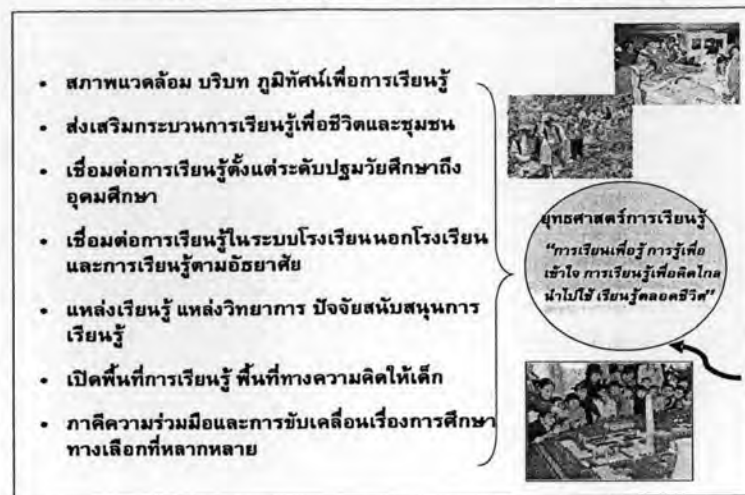 • สภาพแวดล้อม บริบท ภูมิทัศน์เพื่อการเรียนรู้
• ส่งเสริมกระบวนการเรียนรู้เพื่อชีวิตและชุมชน
• เชื่อมต่อการเรียนรู้ตั้งแต่ระดับปฐมวัยศึกษาถึง
อุดมศึกษา
• เชื่อมต่อการเรียนรู้ในระบบโรงเรียนนอกโรงเรียน
และการเรียนรู้ตามอัธยาศัย
• แหล่งเรียนรู้ แหล่งวิทยาการ ปัจจัยสนับสนุนการ
เรียนรู้
• เปิดพื้นที่การเรียนรู้ พื้นที่ทางความคิดให้เด็ก
• ภาคีความร่วมมือและการขับเคลื่อนเรื่องการศึกษา
ทางเลือกที่หลากหลาย
ยุทธศาสตร์การเรียนรู้
“การเรียนเพื่อรู้ การรู้เพื่อ
เข้าใจ การเรียนรู้เพื่อคิดไกล
นำไปใช้ เรียนรู้ตลอดชีวิต”